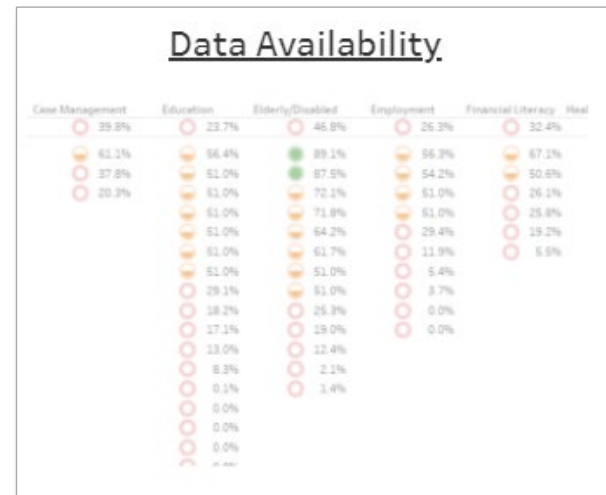 Data Availability
Case Management Education Elderly/Disabled Employment Financial Literacy Heal
39.8% 23.7% 46.8% 26.3% 32.4%
61.1% 56.4% 89.1% 56.3% 67.1%
37.8% 51.0% 87.5% 54.2% 50.6%
20.3% 51.0% 72.1% 51.0% 26.1%
51.0% 71.8% 51.0% 25.8%
51.0% 64.2% 29.4% 19.2%
51.0% 61.7% 11.9% 5.5%
51.0% 51.0% 5.4%
29.1% 51.0% 3.7%
18.2% 25.3% 0.0%
17.1% 19.0% 0.0%
13.0% 12.4%
8.3% 2.1%
0.1% 1.4%
0.0%
0.0%
0.0%